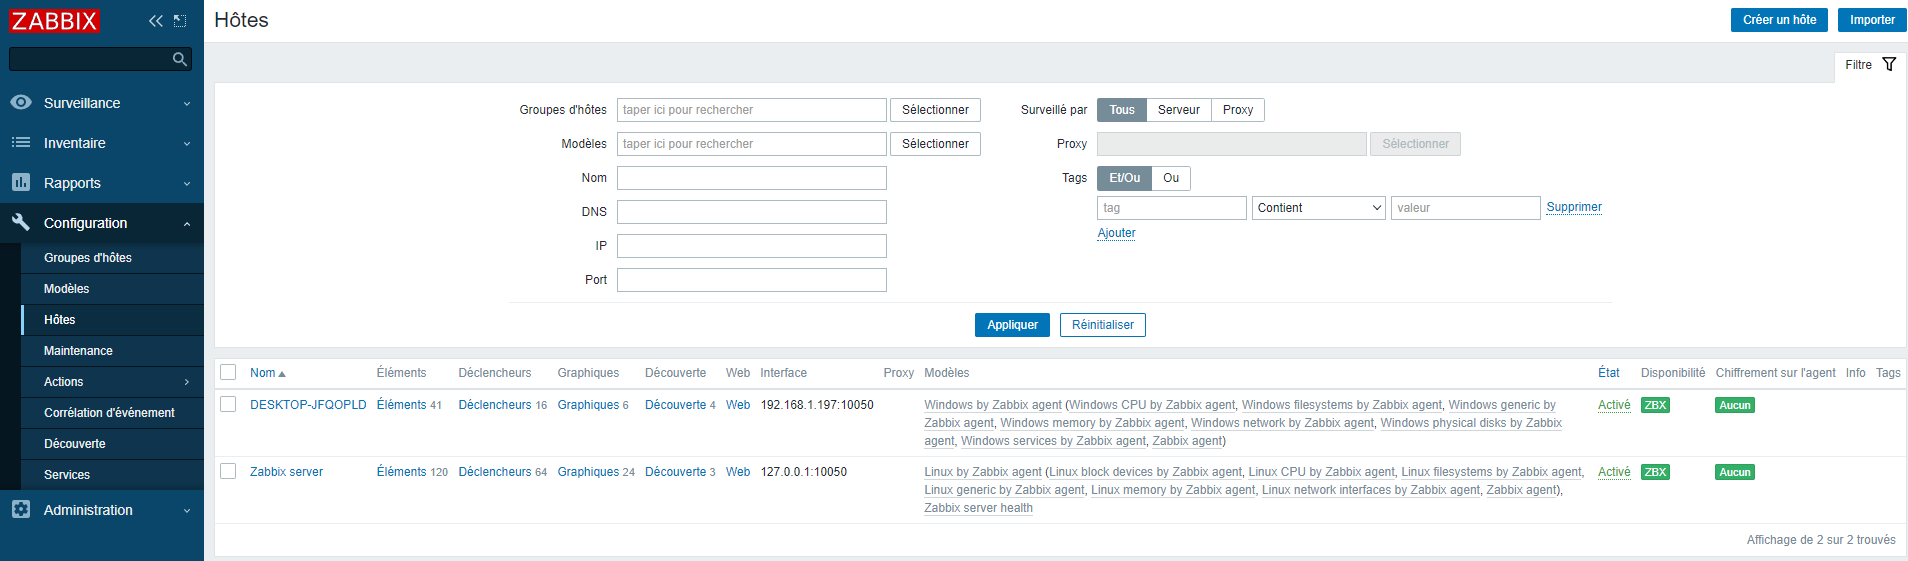 ZABBIX
Hôtes
Créer un hôte
Importer
Filtre
Surveillance
Inventaire
Rapports
Configuration
Groupes d'hôtes
Modèles
Hôtes
Maintenance
Actions
Corrélation d'événement
Découverte
Services
Administration
Groupes d'hôtes taper ici pour rechercher Sélectionner
Modèles taper ici pour rechercher Sélectionner
Nom
DNS
IP
Port
Surveillé par Tous Serveur Proxy
Proxy Sélectionner
Tags Et/Ou Ou
tag Contient valeur Supprimer
Ajouter
Appliquer Réinitialiser
Nom Éléments Déclencheurs Graphiques Découverte Web Interface Proxy Modèles État Disponibilité Chiffrement sur l'agent Info Tags
DESKTOP-JFQOPLD Éléments 41 Déclencheurs 16 Graphiques 6 Découverte 4 Web 192.168.1.197:10050 Windows by Zabbix agent (Windows CPU by Zabbix agent, Windows filesystems by Zabbix agent, Windows generic by Activé ZBX Aucun
Zabbix agent, Windows memory by Zabbix agent, Windows network by Zabbix agent, Windows physical disks by Zabbix
agent, Windows services by Zabbix agent, Zabbix agent)
Zabbix server Éléments 120 Déclencheurs 64 Graphiques 24 Découverte 3 Web 127.0.0.1:10050 Linux by Zabbix agent (Linux block devices by Zabbix agent, Linux CPU by Zabbix agent, Linux filesystems by Zabbix agent, Activé ZBX Aucun
Linux generic by Zabbix agent, Linux memory by Zabbix agent, Linux network interfaces by Zabbix agent, Zabbix agent),
Zabbix server health
Affichage de 2 sur 2 trouvés